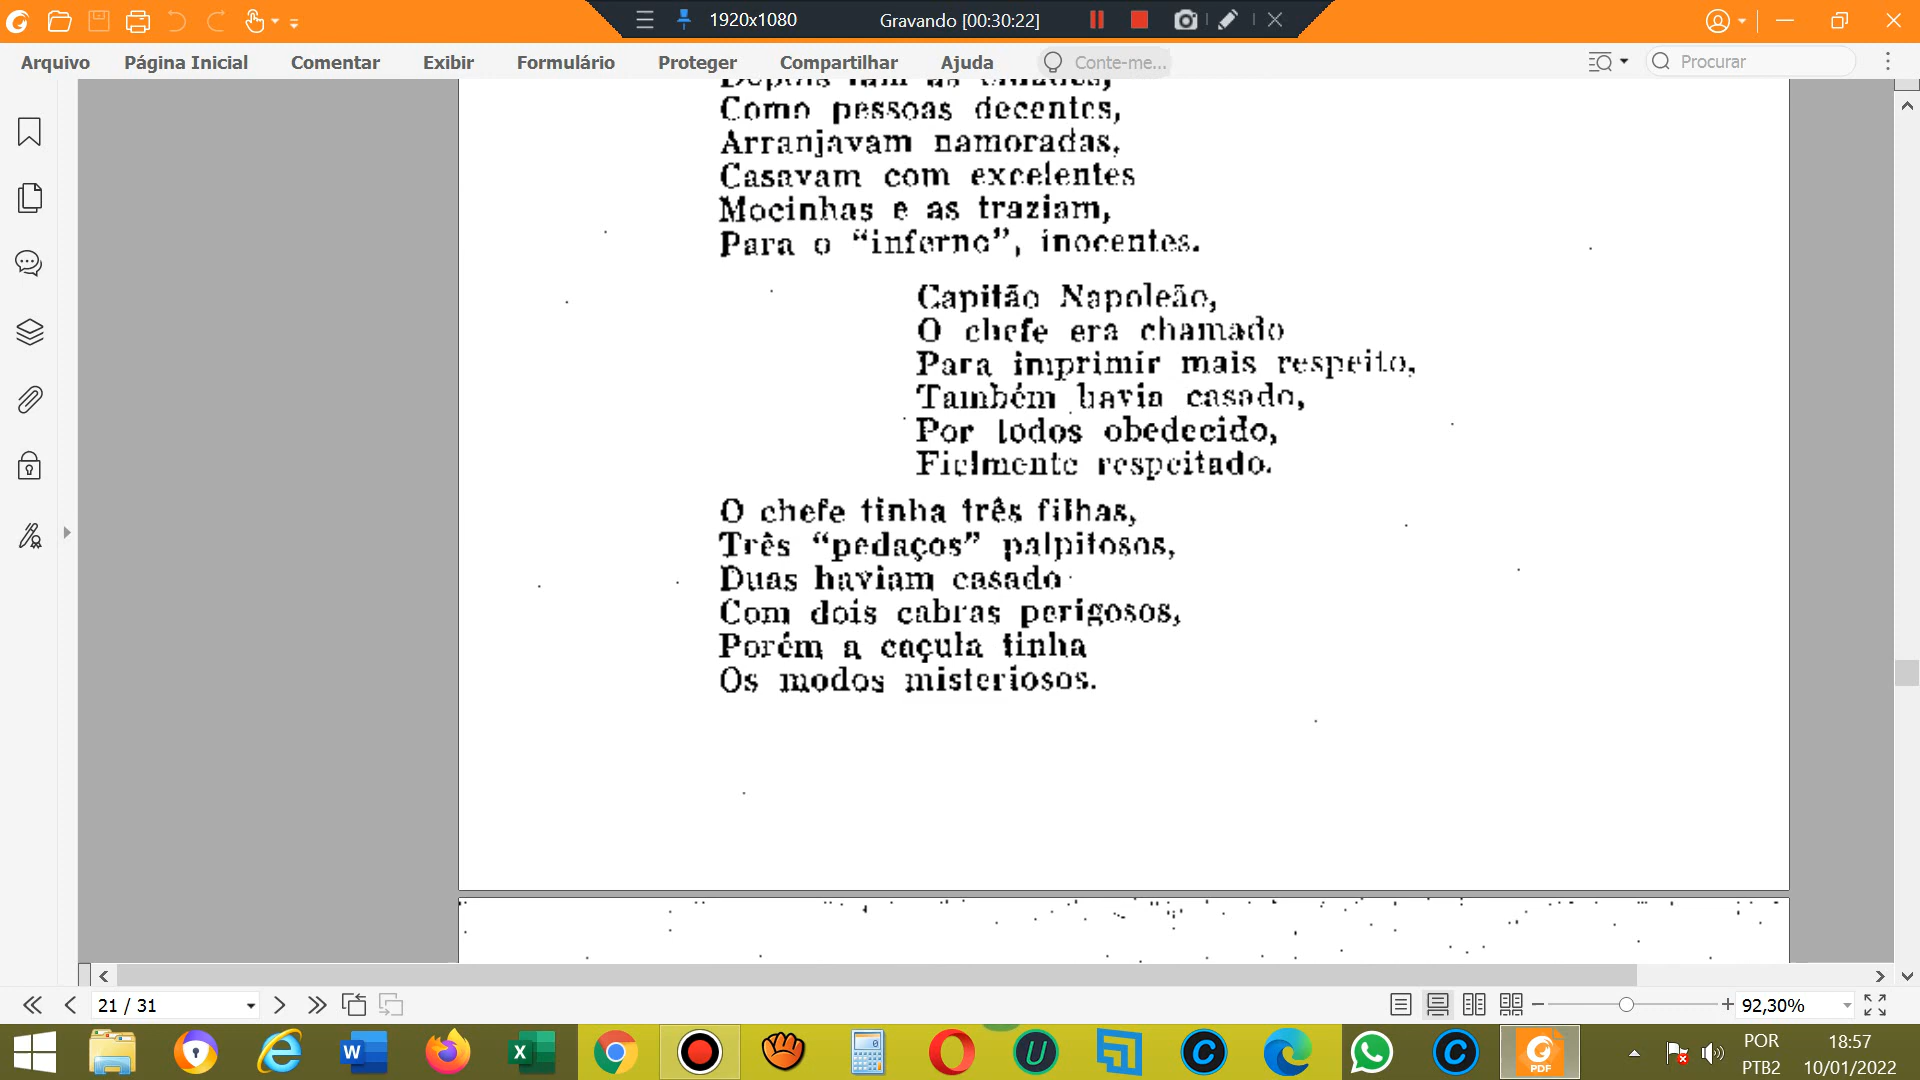 1920x1080
Gravando [00:30:22]
Arquivo Página Inicial Comentar Exibir Formulário Proteger Compartilhar Ajuda Conte-me... Procurar
Como pessoas decentes,
Arranjavam namoradas,
Casavam com excelentes
Mocinhas e as traziam,
Para o “inferno”, inocentes.
Capitão Napoleão,
O chefe era chamado
Para imprimir mais respeito,
Também havia casado,
Por todos obedecido,
Fielmente respeitado.
O chefe tinha três filhas,
Três “pedaços” palpitosos,
Duas haviam casado
Com dois cabras perigosos,
Porém a caçula tinha
Os modos misteriosos.
21 / 31
92,30%
POR
PTB2
18:57
10/01/2022
PDF